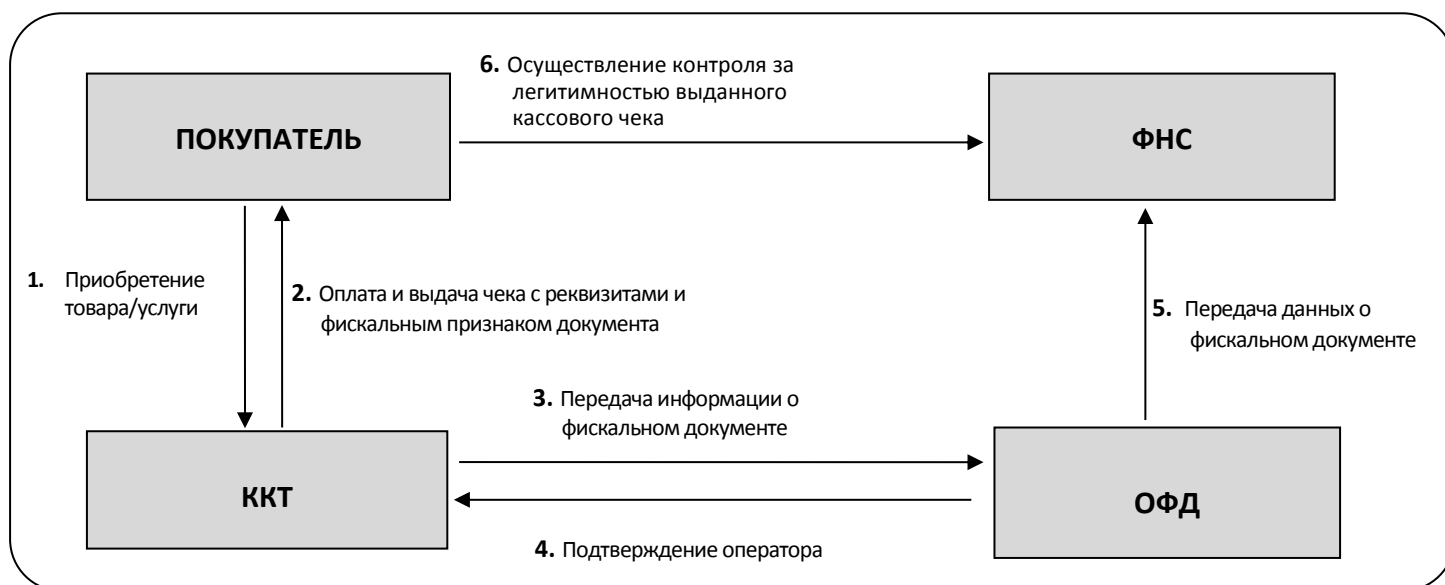 6. Осуществление контроля за
легитимностью выданного
кассового чека
ПОКУПАТЕЛЬ
ФНС
1. Приобретение
товара/услуги
2. Оплата и выдача чека с реквизитами и
фискальным признаком документа
5. Передача данных о
фискальном документе
3. Передача информации о
фискальном документе
ККТ
ОФД
4. Подтверждение оператора